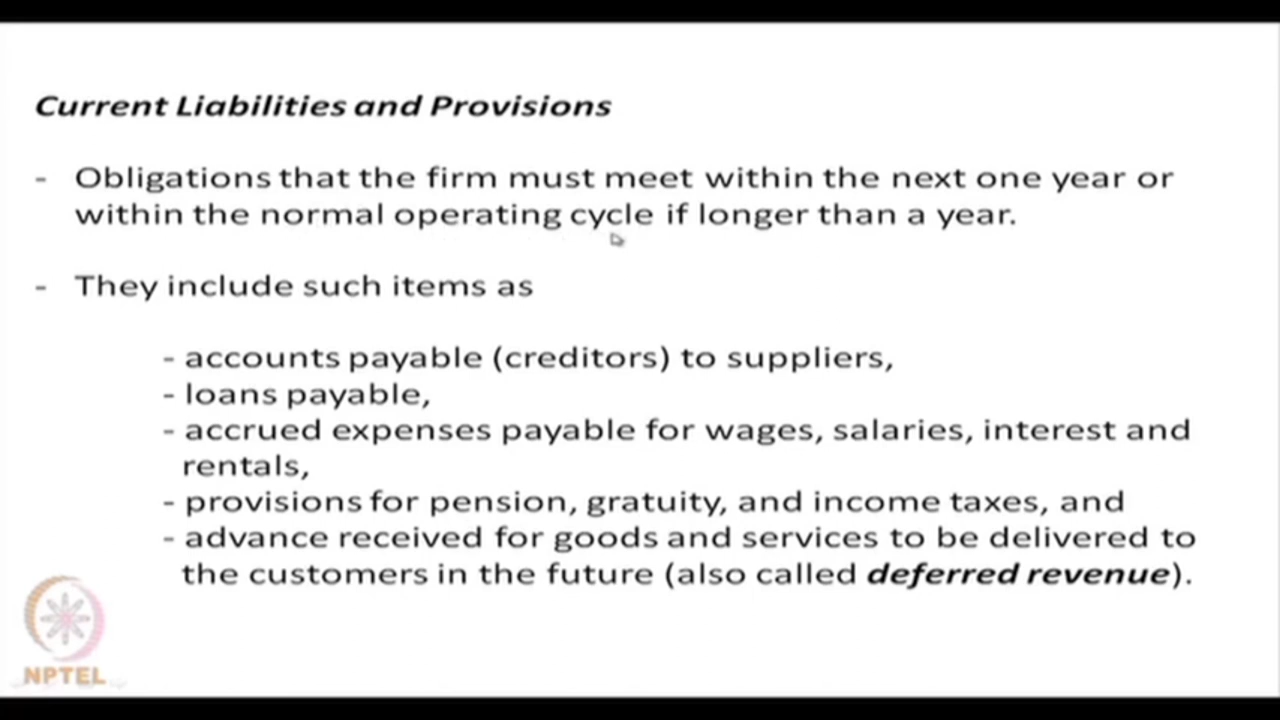 Current Liabilities and Provisions
- Obligations that the firm must meet within the next one year or
within the normal operating cycle if longer than a year.
- They include such items as
- accounts payable (creditors) to suppliers,
- loans payable,
- accrued expenses payable for wages, salaries, interest and
rentals,
- provisions for pension, gratuity, and income taxes, and
- advance received for goods and services to be delivered to
the customers in the future (also called deferred revenue).
NPTEL